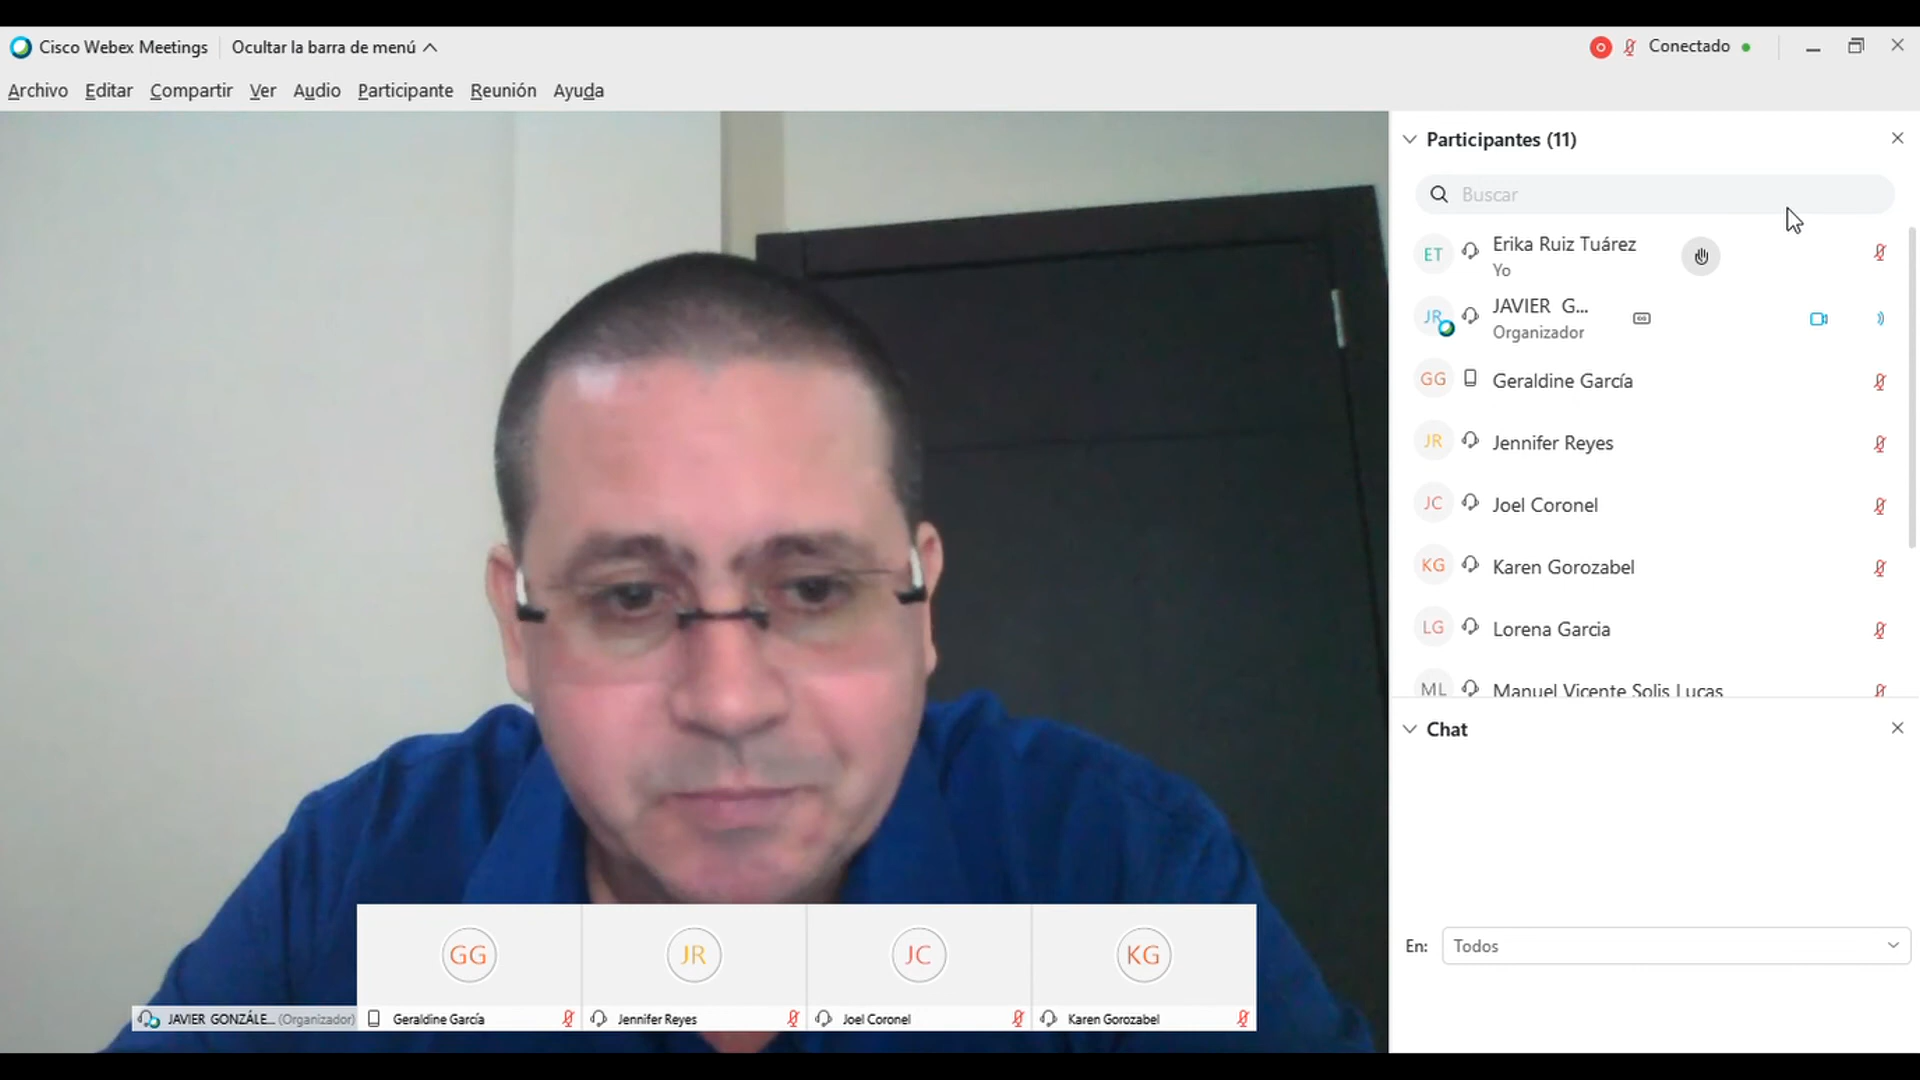 Cisco Webex Meetings
Ocultar la barra de menú
Conectado
Archivo Editar Compartir Ver Audio Participante Reunión Ayuda
Participantes (11)
Buscar
ET Erika Ruiz Tuárez
Yo
JR JAVIER G...
Organizador
GG Geraldine García
JR Jennifer Reyes
JC Joel Coronel
KG Karen Gorozabel
LG Lorena Garcia
ML Manuel Vicente Solis Lucas
Chat
En: Todos
GG JR JC KG
JAVIER GONZÁLE... (Organizador) Geraldine García Jennifer Reyes Joel Coronel Karen Gorozabel